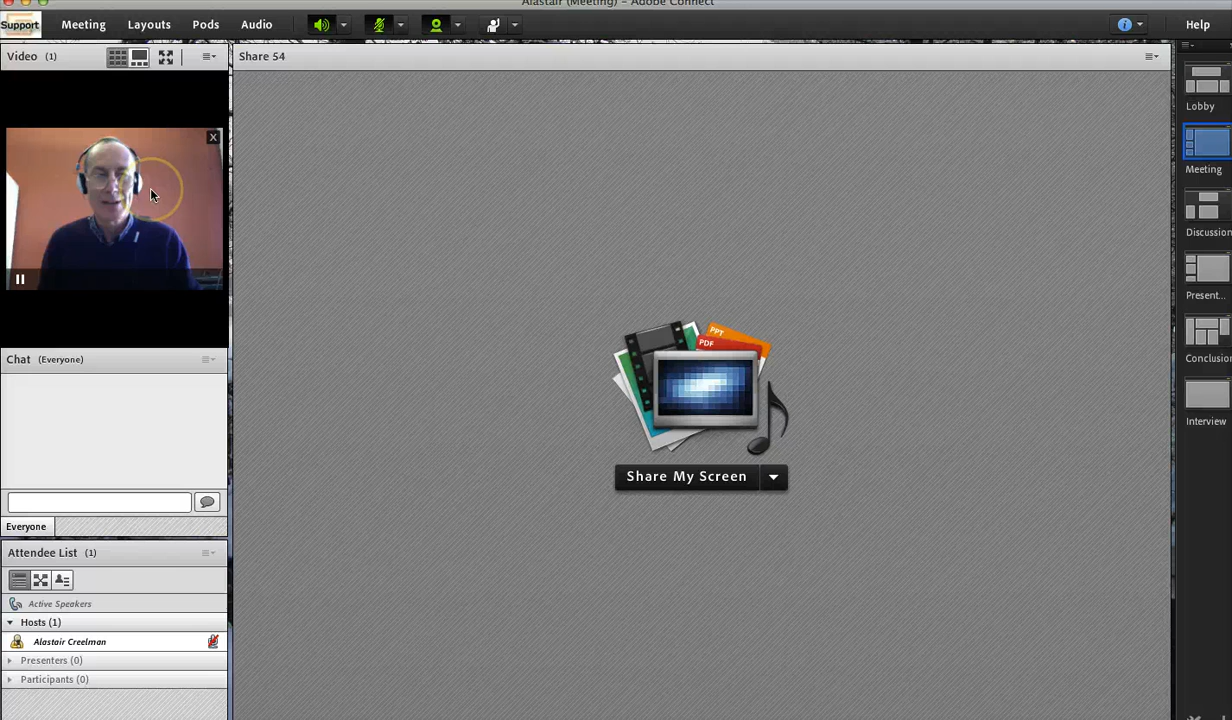 Alastair (Meeting) - Adobe Connect
Support Meeting Layouts Pods Audio Help
Video (1)
Share 54
Lobby
Meeting
Discussion
Present...
Conclusion
Interview
PPT
PDF
Share My Screen
Chat (Everyone)
Everyone
Attendee List (1)
Active Speakers
Hosts (1)
Alastair Creelman
Presenters (0)
Participants (0)